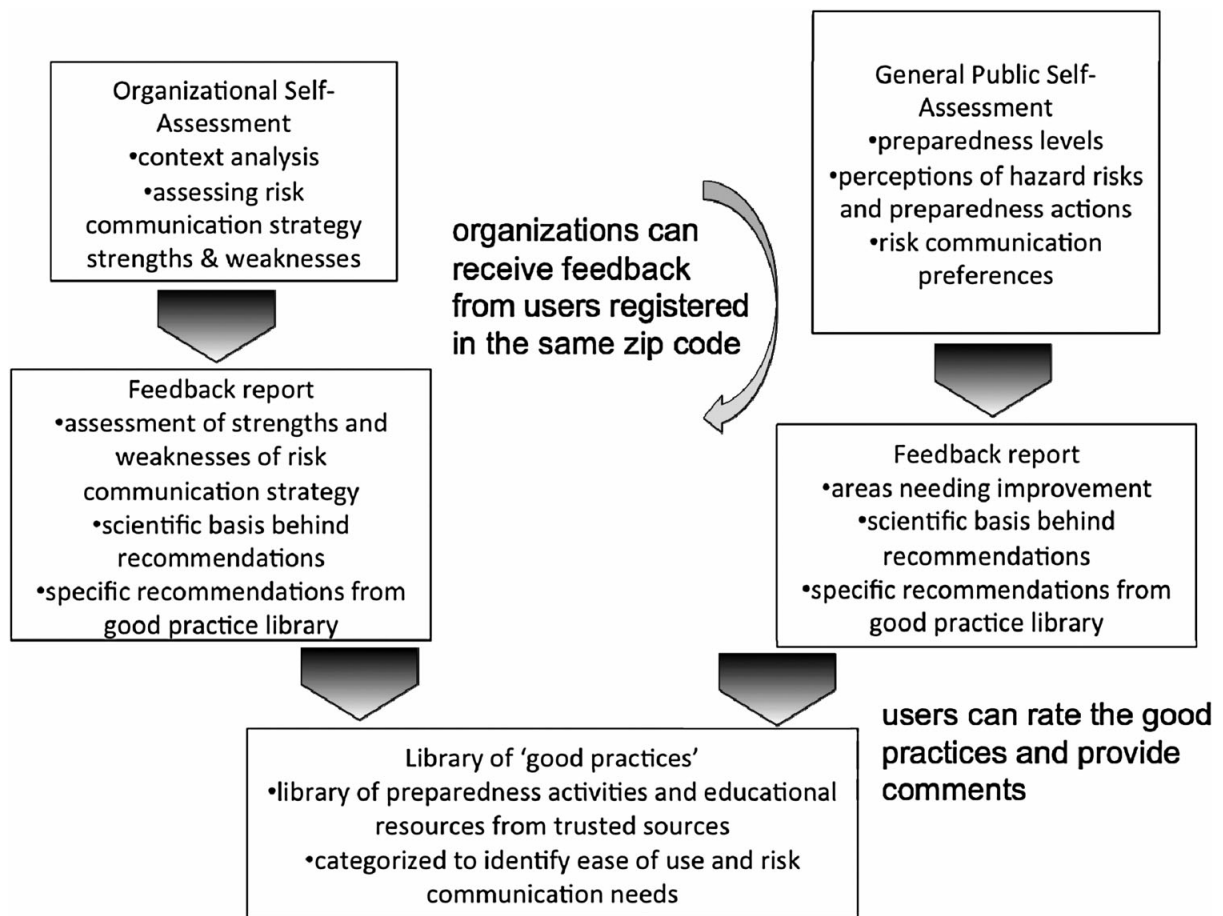 Organizational Self-
Assessment
•context analysis
•assessing risk
communication strategy
strengths & weaknesses
General Public Self-
Assessment
•preparedness levels
•perceptions of hazard risks
and preparedness actions
•risk communication
preferences
organizations can
receive feedback
from users registered
in the same zip code
Feedback report
•assessment of strengths and
weaknesses of risk
communication strategy
•scientific basis behind
recommendations
•specific recommendations from
good practice library
Feedback report
•areas needing improvement
•scientific basis behind
recommendations
•specific recommendations from
good practice library
users can rate the good
practices and provide
comments
Library of ‘good practices’
•library of preparedness activities and educational
resources from trusted sources
•categorized to identify ease of use and risk
communication needs